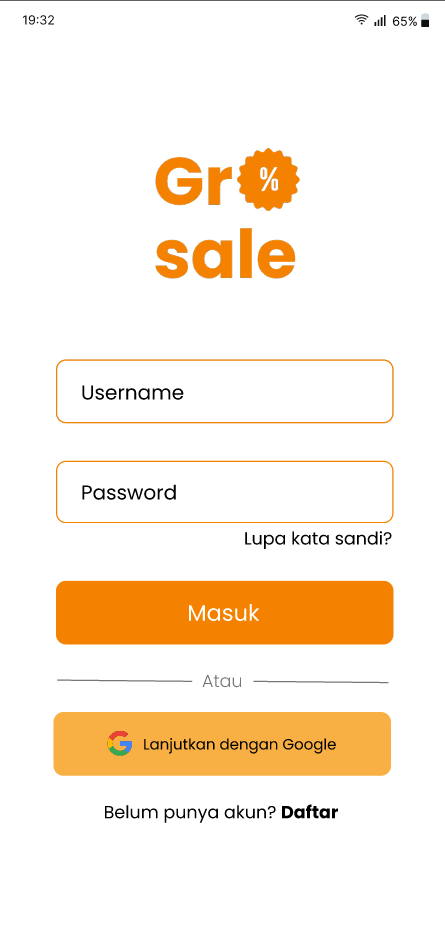 19:32
65%
Gr%
sale
Username
Password
Lupa kata sandi?
Masuk
Atau
Lanjutkan dengan Google
Belum punya akun? Daftar